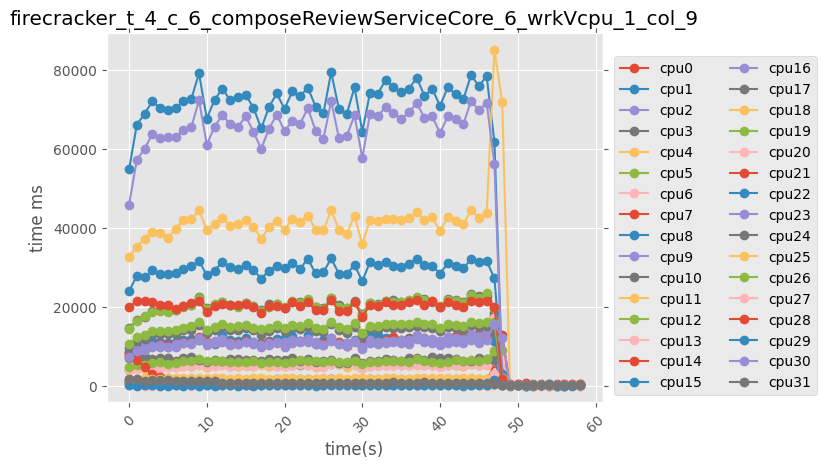 firecracker_t_4_c_6_composeReviewServiceCore_6_wrkVcpu_1_col_9
time ms
80000
60000
40000
20000
0
0 10 20 30 40 50 60
time(s)
cpu0 cpu16
cpu1 cpu17
cpu2 cpu18
cpu3 cpu19
cpu4 cpu20
cpu5 cpu21
cpu6 cpu22
cpu7 cpu23
cpu8 cpu24
cpu9 cpu25
cpu10 cpu26
cpu11 cpu27
cpu12 cpu28
cpu13 cpu29
cpu14 cpu30
cpu15 cpu31